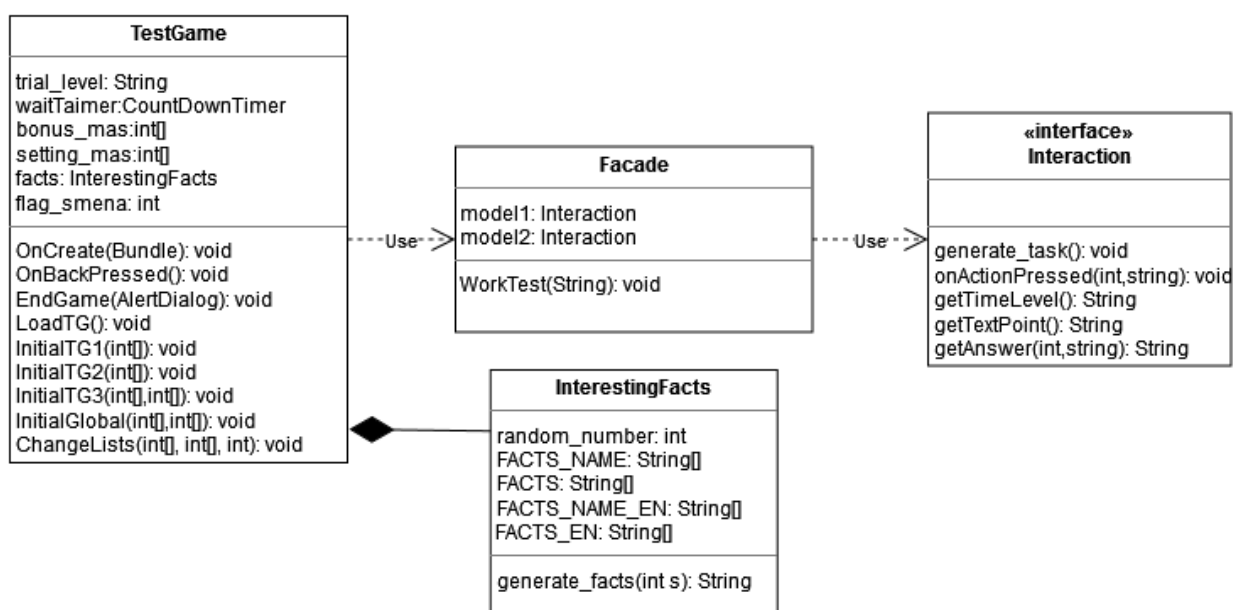 TestGame
trial_level: String
waitTaimer:CountDownTimer
bonus_mas:int[]
setting_mas:int[]
facts: InterestingFacts
flag_smena: int
OnCreate(Bundle): void
OnBackPressed(): void
EndGame(AlertDialog): void
LoadTG(): void
InitialTG1(int[]): void
InitialTG2(int[]): void
InitialTG3(int[],int[]): void
InitialGlobal(int[],int[]): void
ChangeLists(int[], int[], int): void
Use
Facade
model1: Interaction
model2: Interaction
WorkTest(String): void
Use
«interface»
Interaction
generate_task(): void
onActionPressed(int,string): void
getTimeLevel(): String
getTextPoint(): String
getAnswer(int,string): String
InterestingFacts
random_number: int
FACTS_NAME: String[]
FACTS: String[]
FACTS_NAME_EN: String[]
FACTS_EN: String[]
generate_facts(int s): String